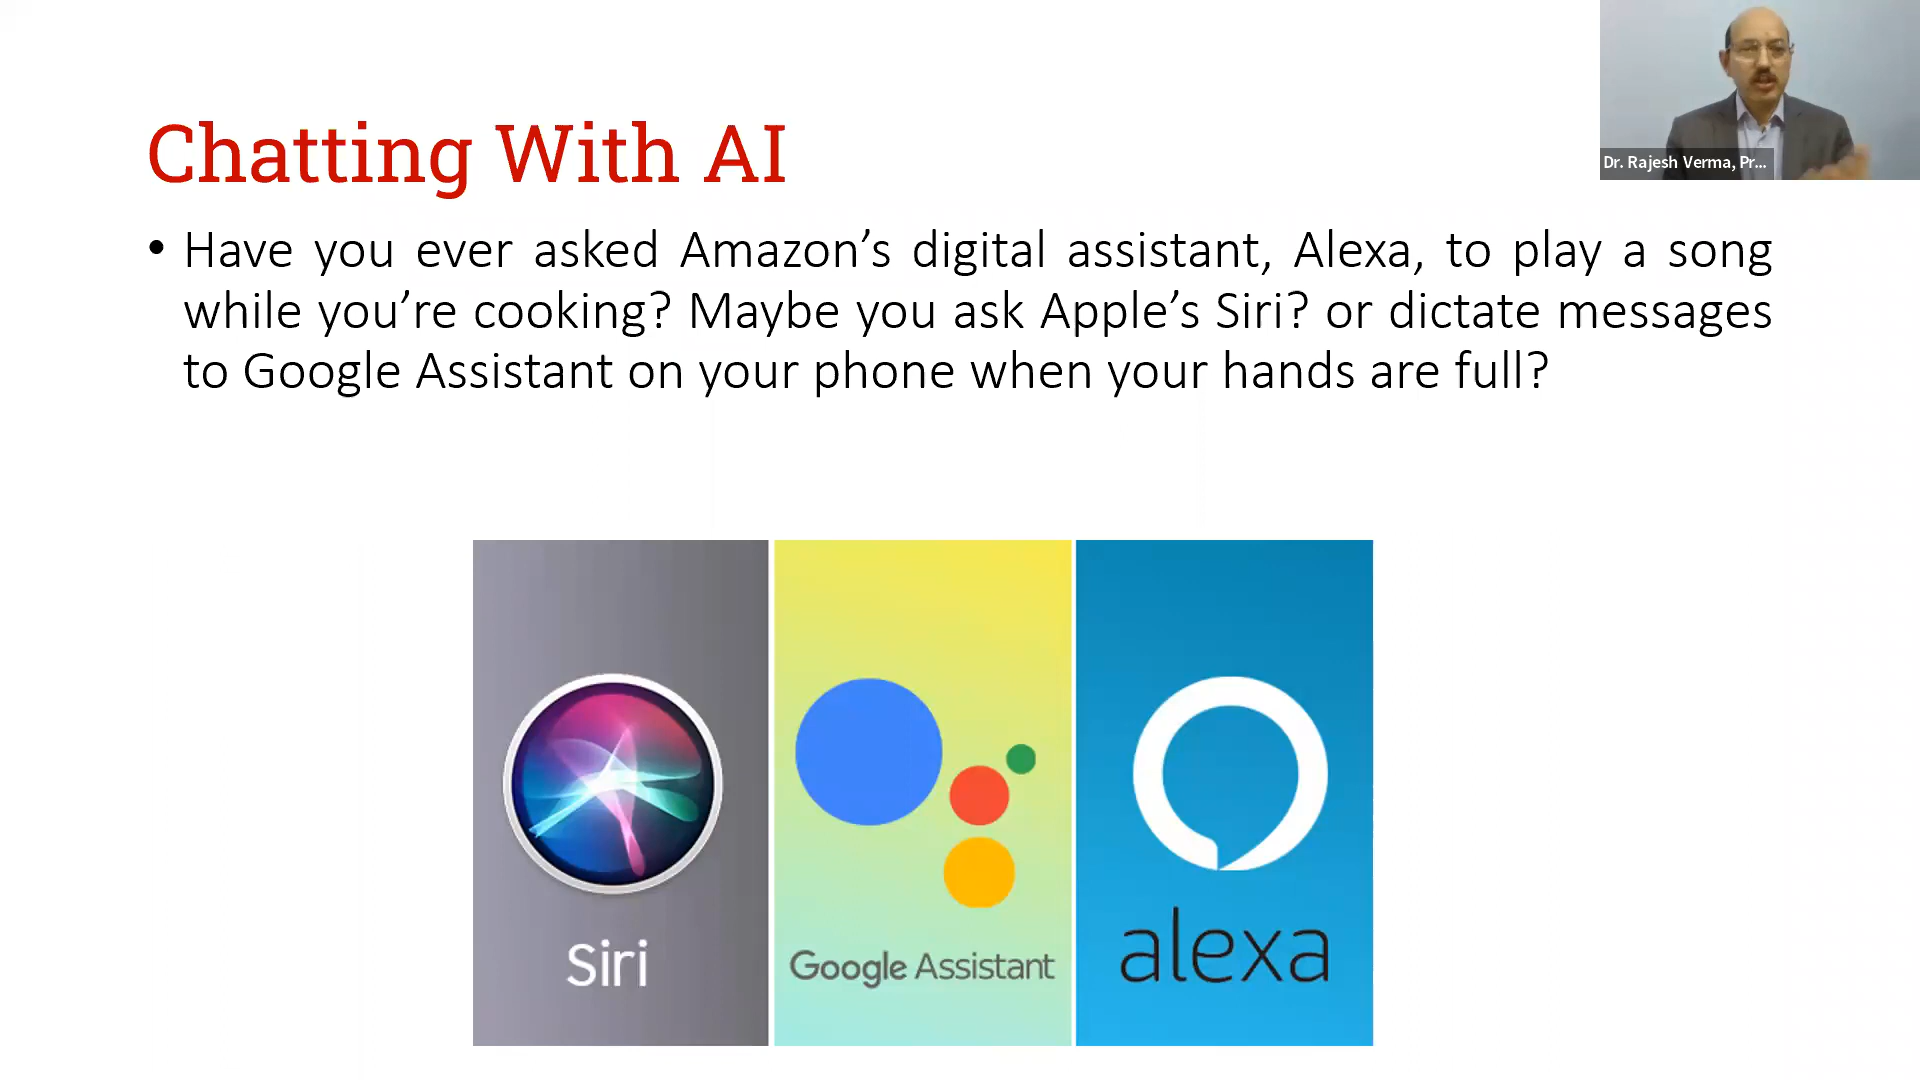 Chatting With AI
Dr. Rajesh Verma, Pr...
• Have you ever asked Amazon’s digital assistant, Alexa, to play a song
while you’re cooking? Maybe you ask Apple’s Siri? or dictate messages
to Google Assistant on your phone when your hands are full?
Siri
Google Assistant
alexa